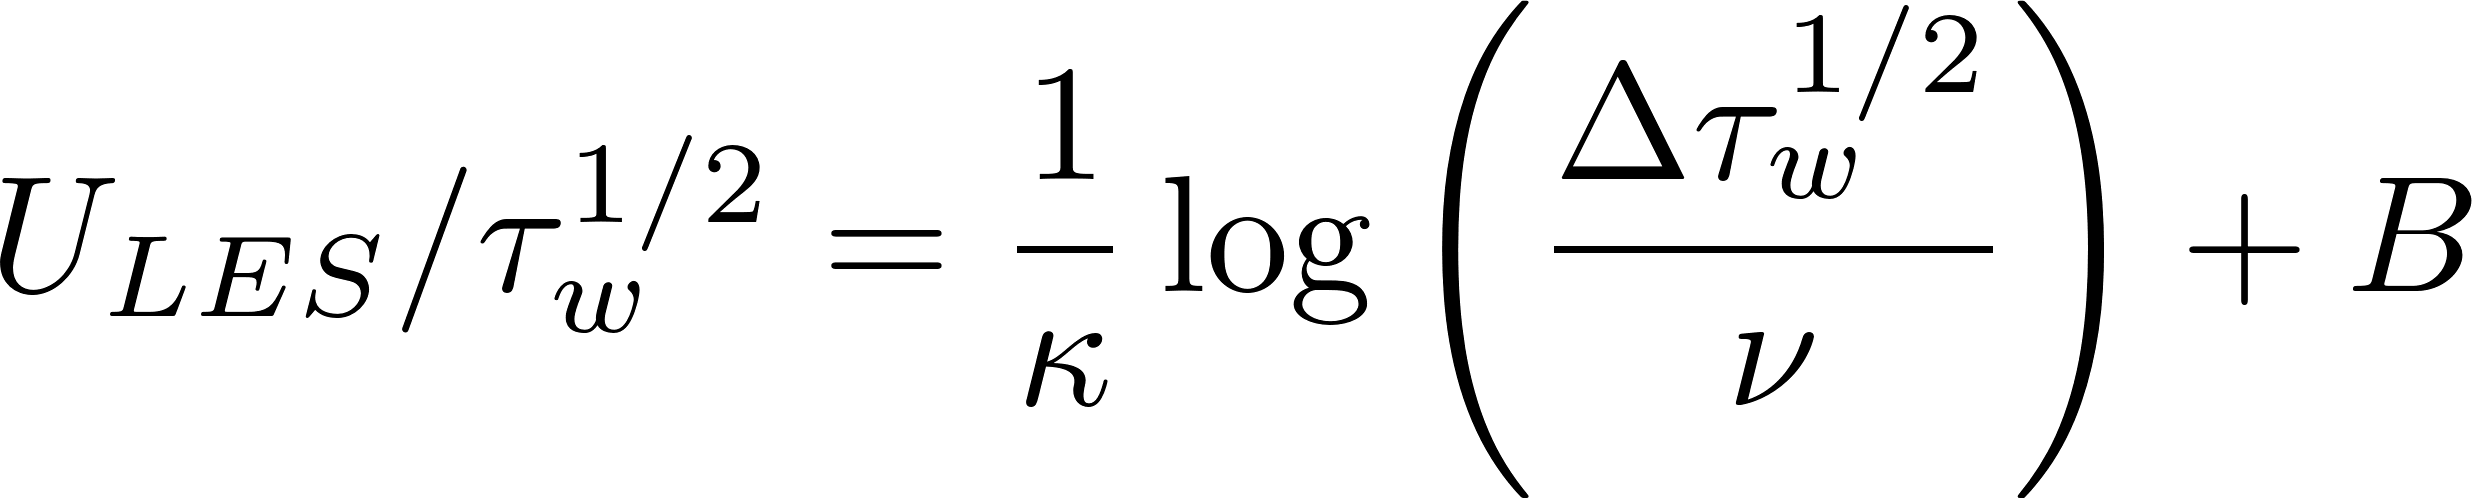 U_{LES}/\tau_w^{1/2} = \frac{1}{\kappa} \log \left( \frac{\Delta \tau_w^{1/2}}{\nu} \right) + B